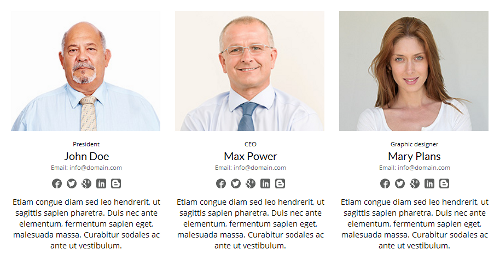 President
John Doe
Email: info@domain.com
Etiam congue diam sed leo hendrerit, ut
sagittis sapien pharetra. Duis nec ante
elementum, fermentum sapien eget,
malesuada massa. Curabitur sodales ac
ante ut vestibulum.
CEO
Max Power
Email: info@domain.com
Etiam congue diam sed leo hendrerit, ut
sagittis sapien pharetra. Duis nec ante
elementum, fermentum sapien eget,
malesuada massa. Curabitur sodales ac
ante ut vestibulum.
Graphic designer
Mary Plans
Email: info@domain.com
Etiam congue diam sed leo hendrerit, ut
sagittis sapien pharetra. Duis nec ante
elementum, fermentum sapien eget,
malesuada massa. Curabitur sodales ac
ante ut vestibulum.